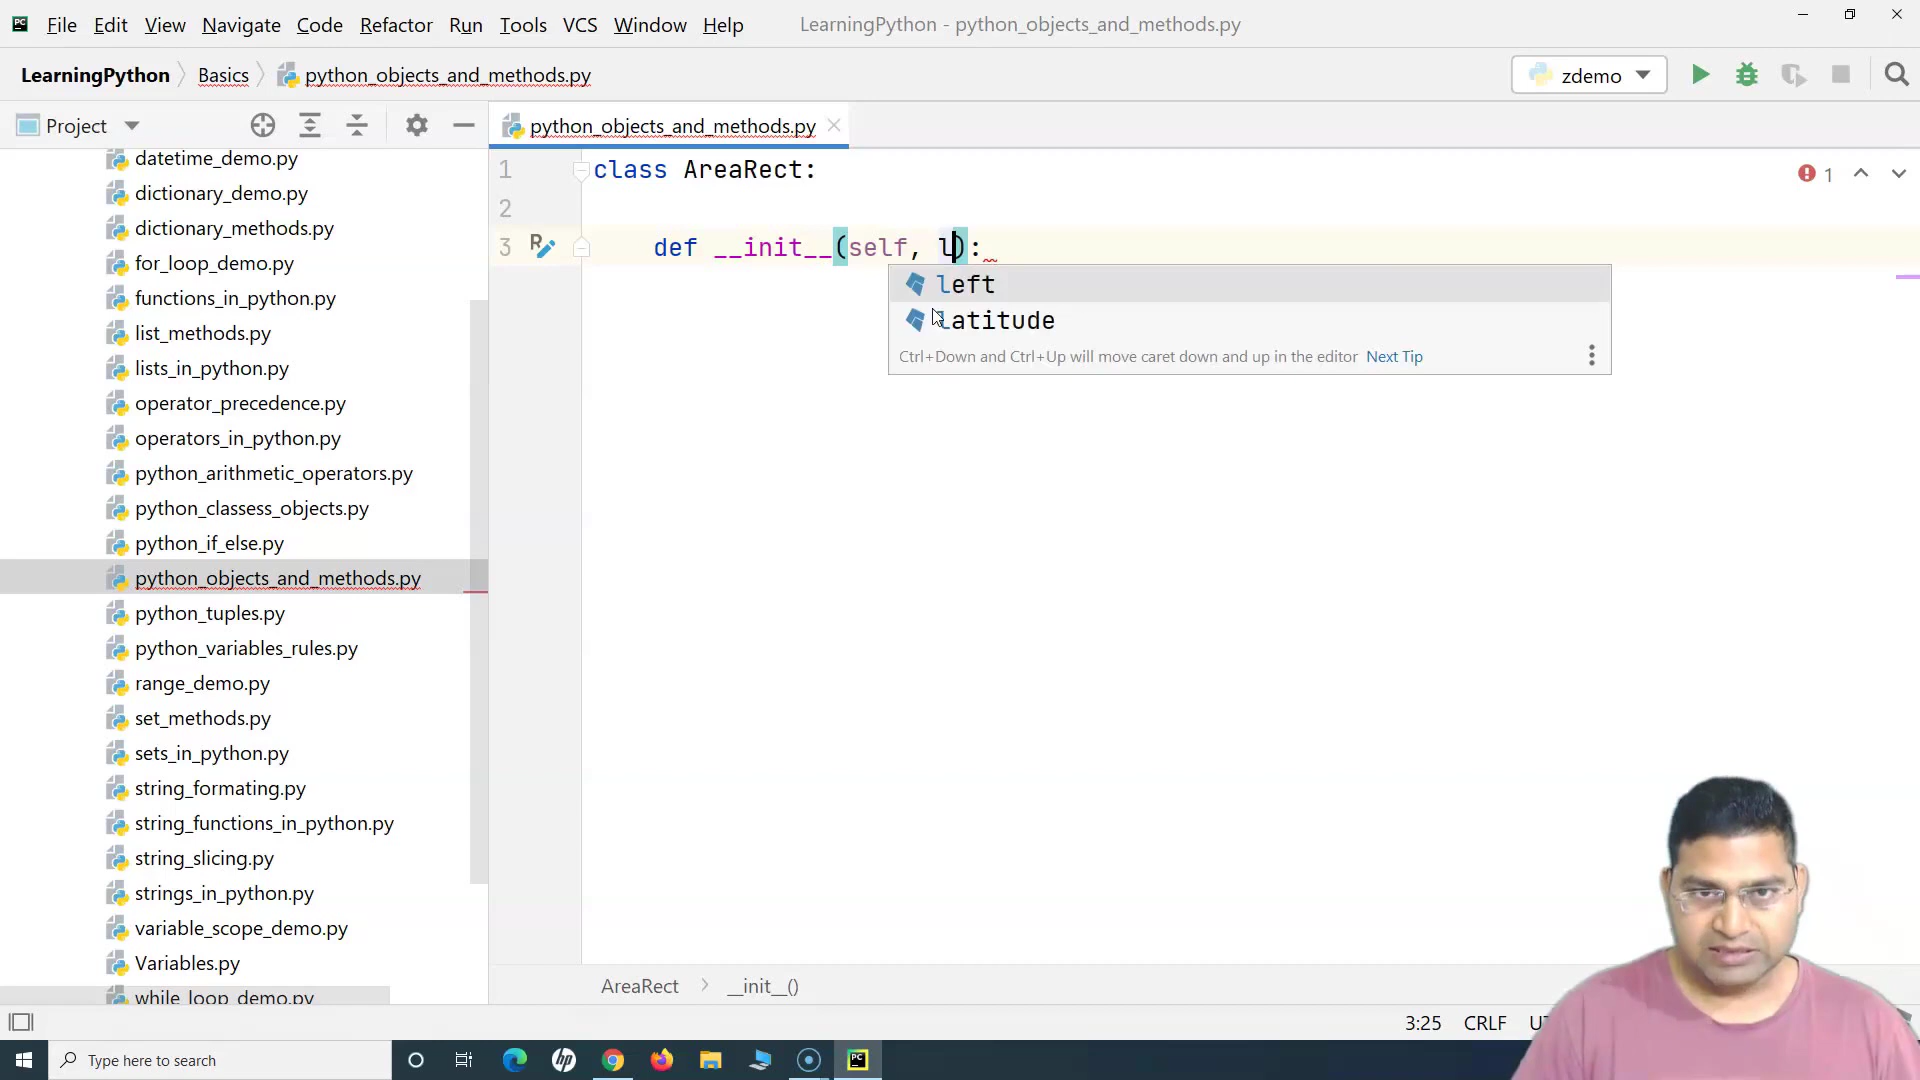 File Edit View Navigate Code Refactor Run Tools VCS Window Help LearningPython - python_objects_and_methods.py
LearningPython Basics python_objects_and_methods.py zdemo
Project python_objects_and_methods.py
datetime_demo.py
dictionary_demo.py
dictionary_methods.py
for_loop_demo.py
functions_in_python.py
list_methods.py
lists_in_python.py
operator_precedence.py
operators_in_python.py
python_arithmetic_operators.py
python_classess_objects.py
python_if_else.py
python_objects_and_methods.py
python_tuples.py
python_variables_rules.py
range_demo.py
set_methods.py
sets_in_python.py
string_formating.py
string_functions_in_python.py
string_slicing.py
strings_in_python.py
variable_scope_demo.py
Variables.py
while_loop_demo.py
1 class AreaRect:
2
3 def __init__(self, l):
1
left
latitude
Ctrl+Down and Ctrl+Up will move caret down and up in the editor Next Tip
AreaRect __init__()
3:25 CRLF
Type here to search